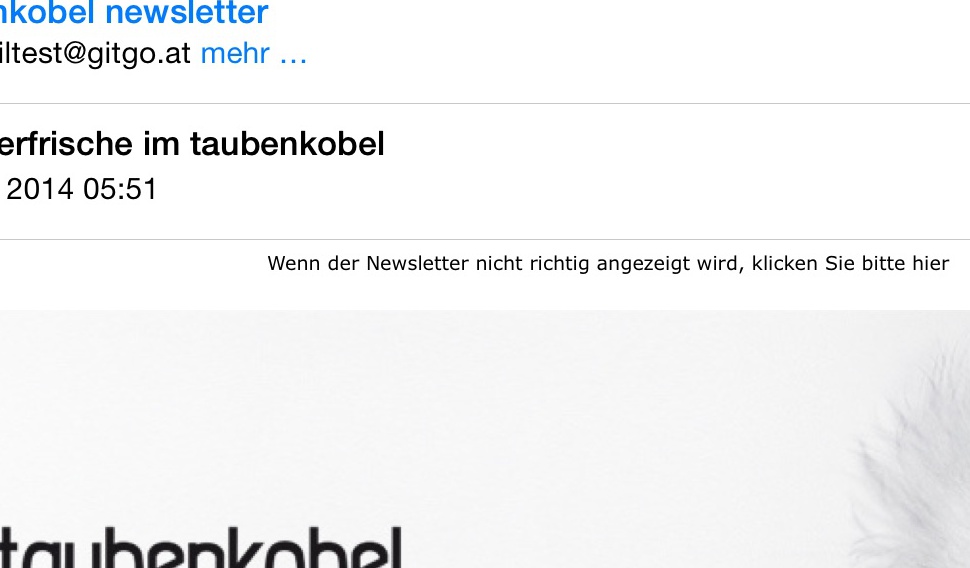 nkobel newsletter
iltest@gitgo.at mehr ...
erfrische im taubenkobel
2014 05:51
Wenn der Newsletter nicht richtig angezeigt wird, klicken Sie bitte hier
taubenkobel